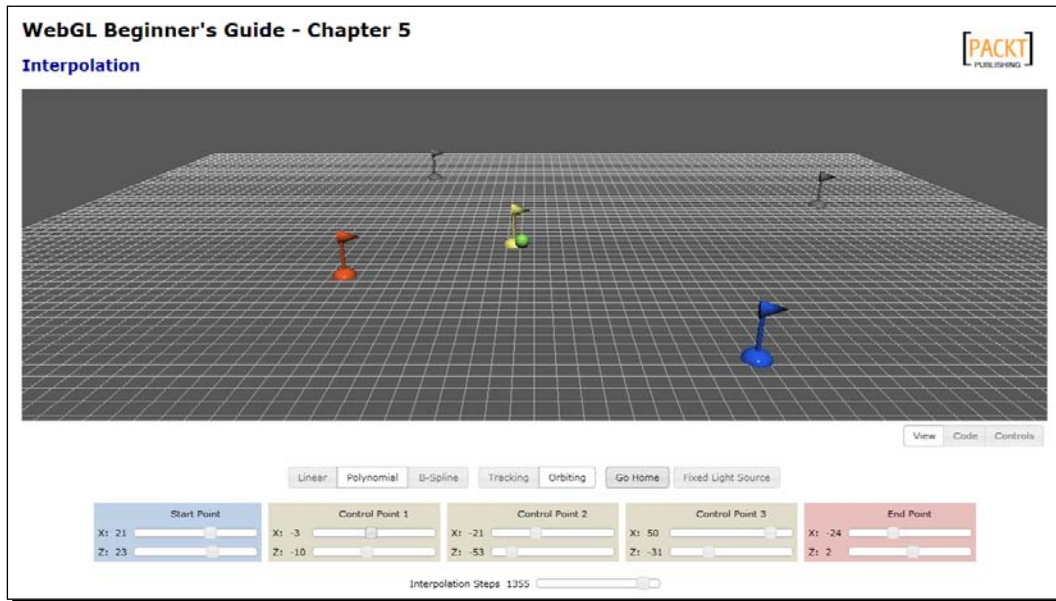 WebGL Beginner's Guide - Chapter 5
PACKT
PUBLISHING
Interpolation
View Code Controls
Linear Polynomial B-Spline Tracking Orbiting Go Home Fixed Light Source
Start Point Control Point 1 Control Point 2 Control Point 3 End Point
X: 21 X: -3 X: -21 X: 50 X: -24
Z: 23 Z: -10 Z: -53 Z: -31 Z: 2
Interpolation Steps 1355